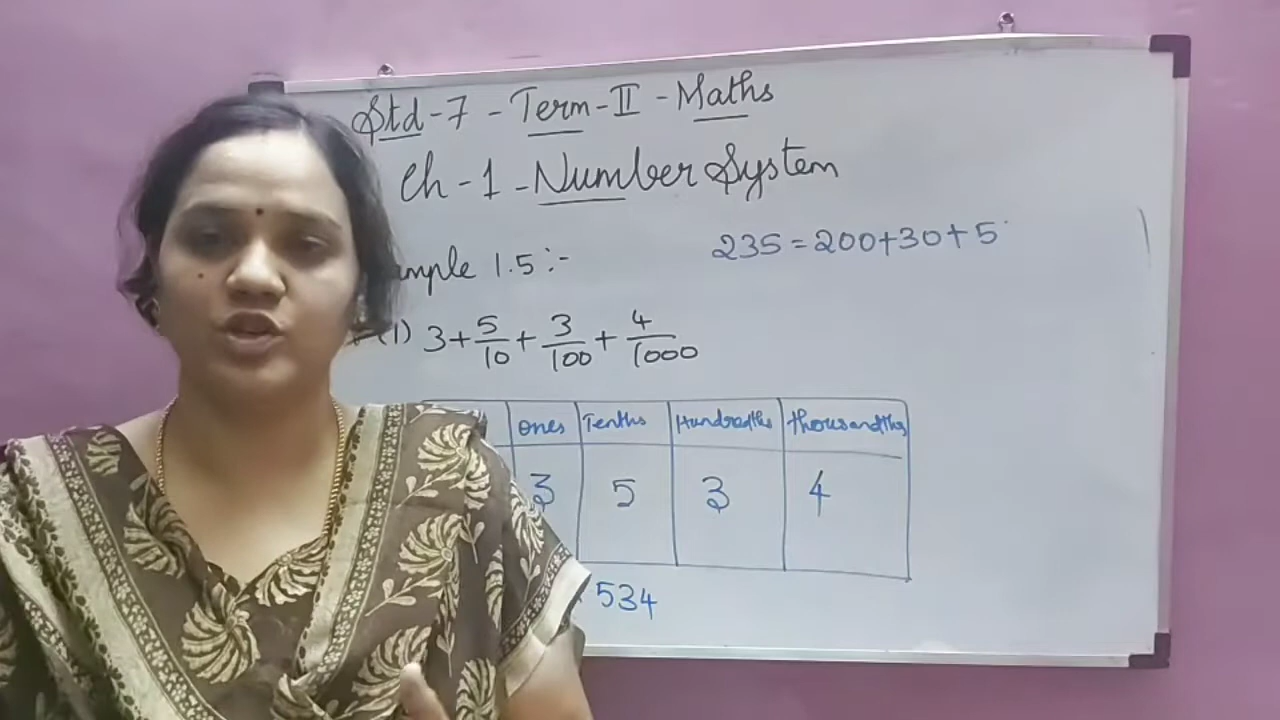 Std-7 - Term-II - Maths
Ch-1 - Number System
235 = 200+30+5
ample 1.5:-
(1) 3+5/10+3/100+4/1000
ones Tenths Hundredths thousandths
3 5 3 4
534